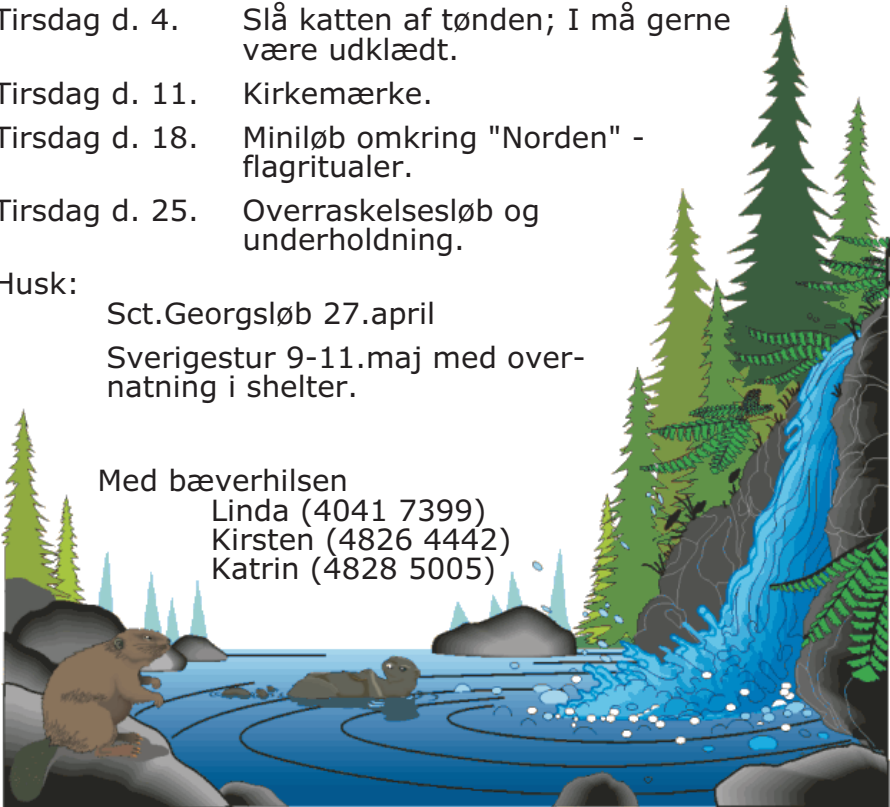 Tirsdag d. 4. Slå katten af tønden; I må gerne
være udklædt.
Tirsdag d. 11. Kirkemærke.
Tirsdag d. 18. Miniløb omkring "Norden" -
flagritualer.
Tirsdag d. 25. Overraskelsesløb og
underholdning.
Husk:
Sct.Georgsløb 27.april
Sverigestur 9-11.maj med over-
natning i shelter.
Med bæverhilsen
Linda (4041 7399)
Kirsten (4826 4442)
Katrin (4828 5005)